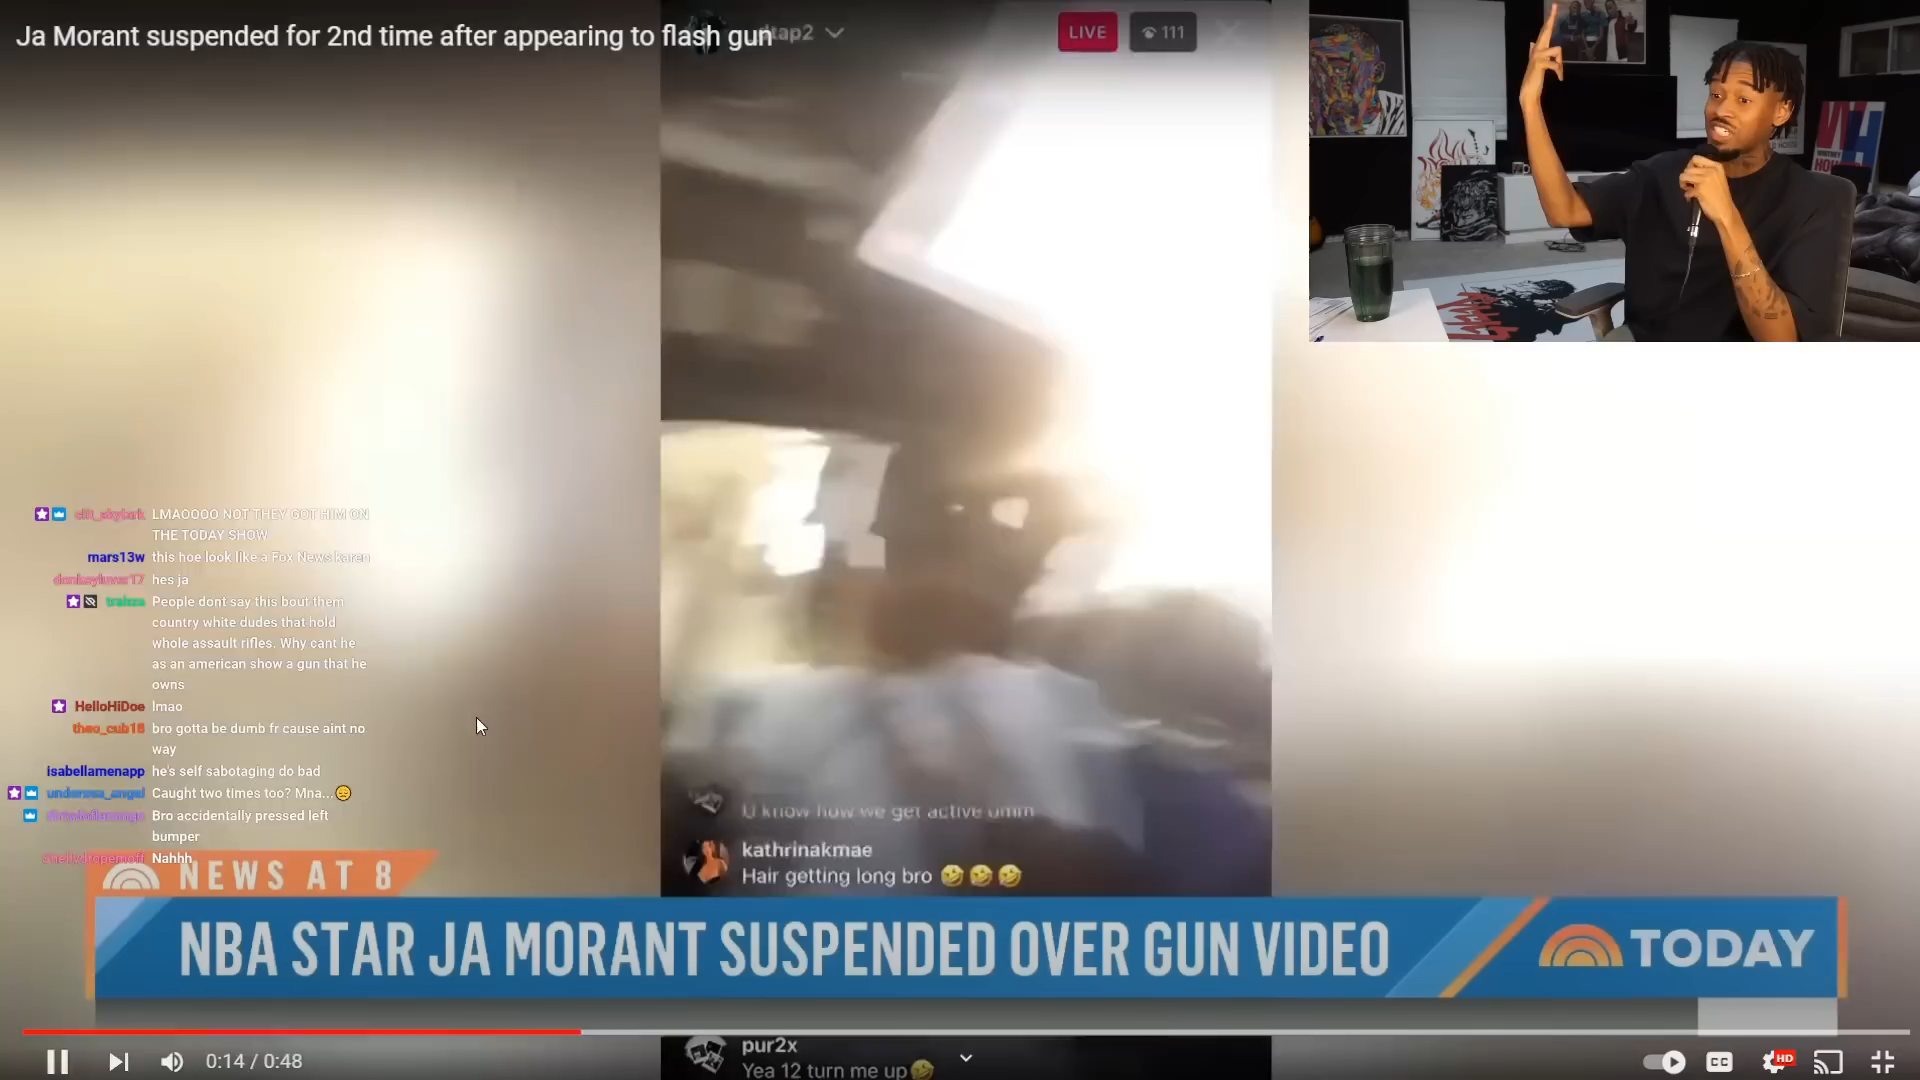 Ja Morant suspended for 2nd time after appearing to flash gun
LIVE
111
LMAOOOO NOT THEY GOT HIM ON
THE TODAY SHOW
mars13w this hoe look like a Fox News karen
donkeyluver17 hes ja
People dont say this bout them
country white dudes that hold
whole assault rifles. Why cant he
as an american show a gun that he
owns
HelloHiDoe lmao
theo_cub18 bro gotta be dumb fr cause aint no
way
isabellamenapp he's self sabotaging do bad
Caught two times too? Mna...😔
Bro accidentally pressed left
bumper
Nahhh
U know how we get active umm
kathrinakmae
Hair getting long bro 🤣🤣🤣
NEWS AT 8
NBA STAR JA MORANT SUSPENDED OVER GUN VIDEO
TODAY
pur2x
Yea 12 turn me up🤣
0:14 / 0:48
CC
HD